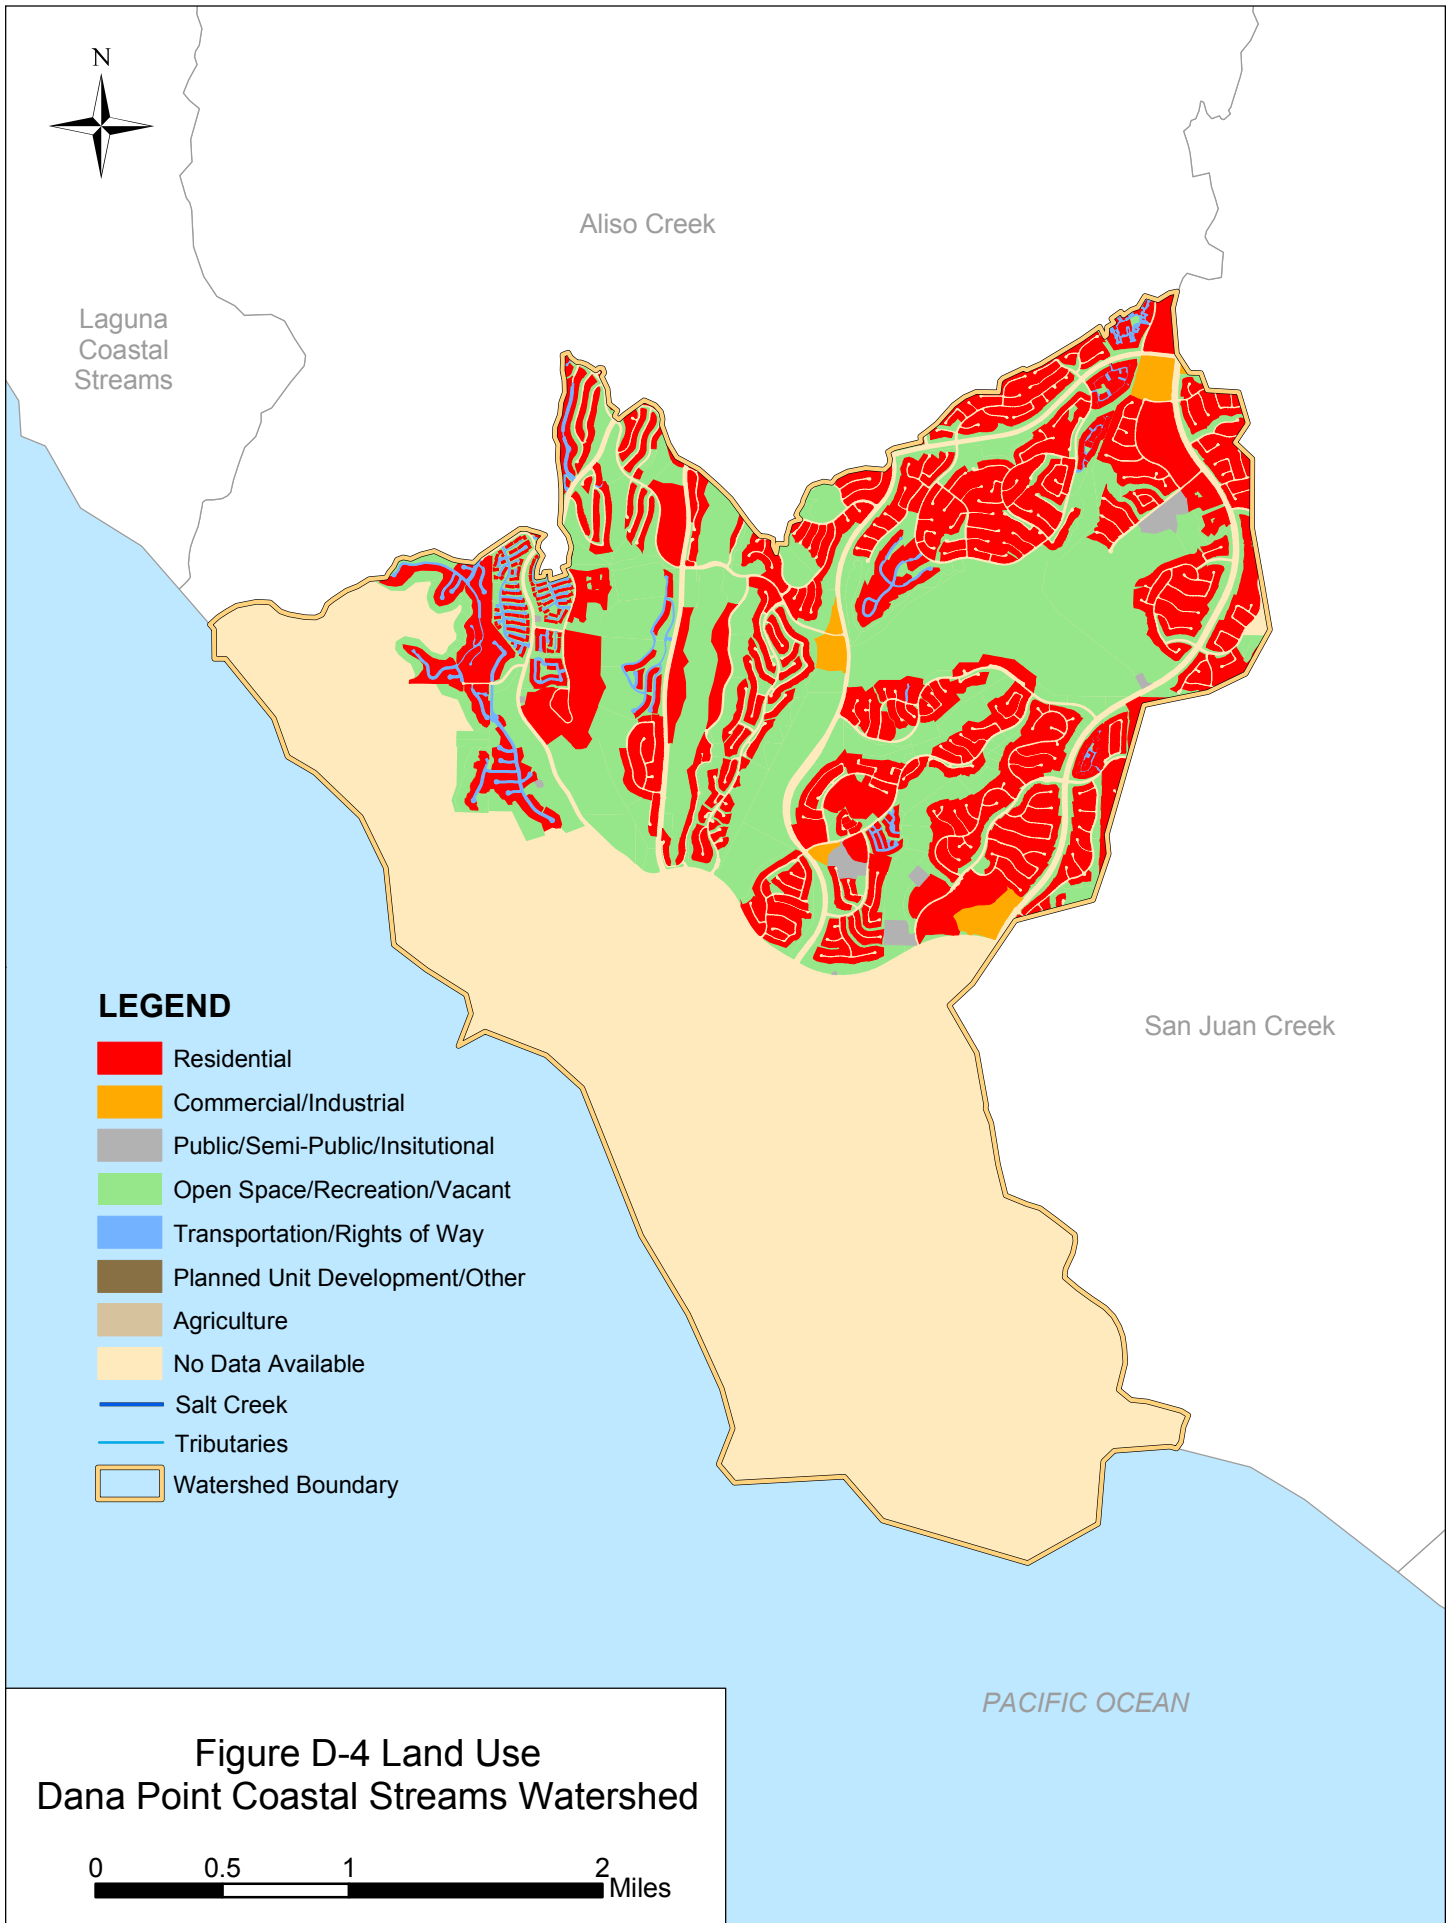 N
Aliso Creek
Laguna
Coastal
Streams
San Juan Creek
LEGEND
Residential
Commercial/Industrial
Public/Semi-Public/Insitutional
Open Space/Recreation/Vacant
Transportation/Rights of Way
Planned Unit Development/Other
Agriculture
No Data Available
Salt Creek
Tributaries
Watershed Boundary
PACIFIC OCEAN
Figure D-4 Land Use
Dana Point Coastal Streams Watershed
0 0.5 1 2
Miles